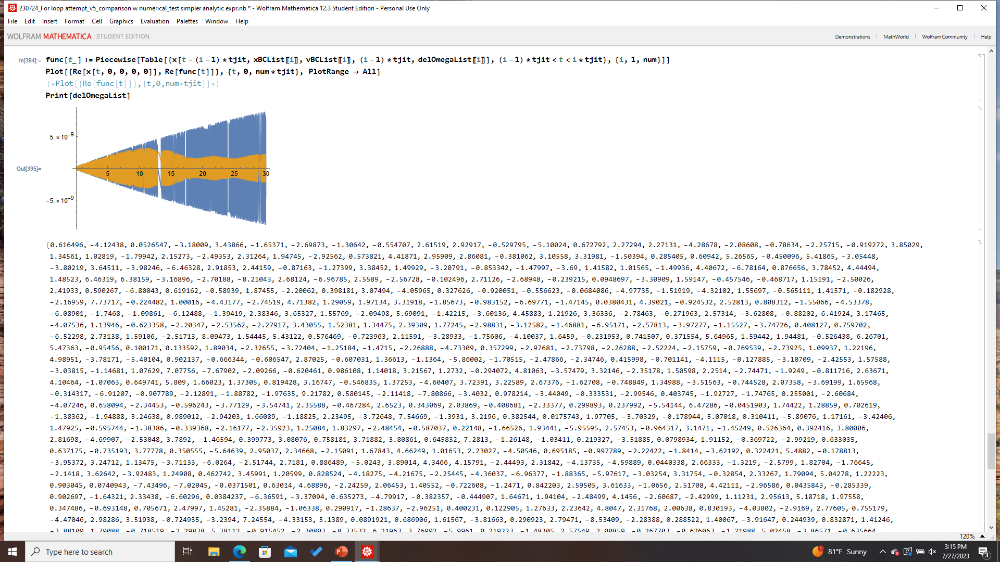 230724_For loop attempt_v5_comparison w numerical_test simpler analytic expr.nb * - Wolfram Mathematica 12.3 Student Edition - Personal Use Only
File Edit Insert Format Cell Graphics Evaluation Palettes Window Help
WOLFRAM MATHEMATICA STUDENT EDITION Demonstrations MathWorld Wolfram Community Help
In[394]:= func[t_] := Piecewise[Table[{x[t - (i - 1) * tjit, xBCList[[i]], vBCList[[i]], (i - 1) * tjit, delOmegaList[[i]]], (i - 1) * tjit < t < i * tjit}, {i, 1, num}]]
Plot[{Re[x[t, 0, 0, 0, 0]], Re[func[t]]}, {t, 0, num * tjit}, PlotRange → All]
(*Plot[{Re[func[t]]},{t,0,num*tjit}]*)
Print[delOmegaList]
5. × 10^-9
Out[395]=
5 10 15 20 25 30
-5. × 10^-9
{0.616496, -4.12438, 0.0526547, -3.18009, 3.43866, -1.65371, -2.69873, -1.30642, -0.554707, 2.61519, 2.92917, -0.529795, -5.10024, 0.672792, 2.27294, 2.27131, -4.28678, -2.08608, -0.78634, -2.25715, -0.919272, 3.85029,
1.34561, 1.02819, -1.79942, 2.15273, -2.49353, 2.31264, 1.94745, -2.92562, 0.573821, 4.41871, 2.95909, 2.86081, -0.381062, 3.10558, 3.31981, -1.50394, 0.285405, 0.60942, 5.26565, -0.450096, 5.41865, -3.05448,
-3.80219, 3.64511, -3.98246, -6.46328, 2.91853, 2.44159, -0.87163, -1.27399, 3.38452, 1.49929, -3.20791, -0.853342, -1.47997, -3.69, 1.41582, 1.01565, -1.49936, 4.40672, -6.78164, 0.876656, 3.78452, 4.44494,
1.48523, 6.46319, 6.38159, -3.16896, -2.70188, -8.21043, 2.68124, -6.96785, 2.5589, -2.56728, -0.102496, 2.71126, -2.68948, -0.239215, 0.0948697, -3.30909, 1.59147, -0.457546, -0.468717, 1.15191, -2.50026,
2.41933, 0.590267, -6.80043, 0.619162, -0.58939, 1.87455, -2.20062, 0.398181, 3.07494, -4.05965, 0.327626, -0.920051, -0.556623, -0.0684086, -4.97735, -1.51919, -4.32102, 1.55697, -0.565111, 1.41571, -0.182928,
-2.16959, 7.73717, -0.224482, 1.00016, -4.43177, -2.74519, 4.71382, 1.29059, 1.97134, 3.31918, -1.85673, -0.983152, -6.69771, -1.47145, 0.0380431, 4.39021, -0.924532, 2.52813, 0.808312, -1.55066, -4.53378,
-6.08901, -1.7468, -1.09861, -6.12488, -1.39419, 2.38346, 3.65327, 1.55769, -2.09498, 5.69091, -1.42215, -3.60136, 4.45883, 1.21926, 3.36336, -2.78463, -0.271963, 2.57314, -3.62808, -0.88202, 6.41924, 3.17465,
-4.07536, 1.13946, -0.623358, -2.20347, -2.53562, -2.27917, 3.43055, 1.52381, 1.34475, 2.39309, 1.77245, -2.98831, -3.12582, -1.46881, -6.95171, -2.57813, -3.97277, -1.15527, -3.74726, 0.408127, 0.759702,
-6.52298, 2.73138, 1.59106, -2.51713, 8.09473, 1.54445, 5.43122, 0.576469, -0.723963, 2.11591, -3.28933, -1.75606, -4.10037, 1.6459, -0.231953, 0.741507, 0.371554, 5.64965, 1.59442, 1.94481, -0.526438, 6.26701,
5.47363, -0.95456, 0.100171, 0.133592, 1.89034, -2.32655, -3.72404, -1.25184, -1.4715, -2.26888, -4.73309, 0.357299, -2.97681, -2.73798, -2.26288, -2.52224, -2.15759, -0.769539, -2.73925, 1.09937, 1.22196,
4.98951, -3.78171, -5.40104, 0.902137, -0.666344, -0.606547, 2.87025, -0.607031, 1.36613, -1.1364, -5.86002, -1.70515, -2.47866, -2.34746, 0.415998, -0.701141, -4.1115, -0.127885, -3.10709, -2.42553, 1.57588,
-3.03815, -1.14681, 1.07629, 7.07756, -7.67902, -2.09266, -0.620461, 0.986108, 1.14018, 3.21567, 1.2732, -0.294072, 4.81063, -3.57479, 3.32146, -2.35178, 1.50598, 2.2514, -2.74471, -1.9249, -0.811716, 2.63671,
4.10464, -1.07063, 0.649741, 5.809, 1.66023, 1.37305, 0.819428, 3.16747, -0.546835, 1.37253, -4.60407, 3.72391, 3.22589, 2.67376, -1.62708, -0.748849, 1.34988, -3.51563, -0.744528, 2.07358, -3.69199, 1.65968,
-0.314317, -6.91207, -0.907789, -2.12891, -1.88782, -1.97635, 9.21782, 0.580145, -2.11418, -7.80866, -3.4032, 0.978214, -3.44049, -0.333531, -2.99546, 0.403745, -1.92727, -1.74765, 0.255001, -2.60684,
-4.07246, 0.658094, -2.34453, -0.596243, -3.77129, -3.54741, 2.35588, -0.467284, 2.6523, 0.343069, 2.03869, -0.408681, -2.33377, 0.299893, 0.237992, -5.54144, 6.47286, -0.0451903, 1.74422, 1.28859, 0.702619,
-1.38362, -1.94888, 3.24638, 0.989012, -2.94203, 1.66089, -1.18825, 2.23495, -3.72648, 7.54669, -1.3931, 3.2196, 0.382544, 0.0175743, 1.97705, -3.70329, -0.178944, 5.07018, 0.310411, -5.89076, 1.17161, -3.42406,
1.47925, -0.595744, -1.38386, -0.339368, -2.16177, -2.35923, 1.25084, 1.83297, -2.48454, -0.587037, 0.22148, -1.66526, 1.93441, -5.95595, 2.57453, -0.964317, 3.1471, -1.45249, 0.526364, 0.392416, 3.80006,
2.81698, -4.69907, -2.53048, 3.7892, -1.46594, 0.399773, 3.08076, 0.758181, 3.71882, 3.80861, 0.645832, 7.2813, -1.26148, -1.03411, 0.219327, -3.51885, 0.0798934, 1.91152, -0.369722, -2.99219, 0.633035,
0.637175, -0.735193, 3.77778, 0.350555, -5.64639, 2.95037, 2.34668, -2.15091, 1.67843, 4.66249, 1.01653, 2.23027, -4.50546, 0.695185, -0.997789, -2.22422, -1.8414, -3.62192, 0.322421, 5.4882, -0.178813,
-3.95372, 3.24712, 1.13475, -3.71133, -6.0264, -2.51744, 2.7181, 0.886489, -5.0243, 3.89014, 4.3466, 4.15791, -2.44493, 2.31842, -4.13735, -4.59889, 0.0440338, 2.66333, -1.3219, -2.5799, 1.82704, -1.76645,
-2.1418, 3.62642, -3.92483, 1.24908, 0.462742, 3.45991, 1.20599, 0.828524, -4.18275, -4.21675, -2.25445, -4.36037, -6.96377, -1.88365, -5.97617, -3.03254, 3.31754, -0.32854, 2.33267, 1.79094, 5.04278, 1.22223,
0.903045, 0.0740943, -7.43496, -7.02045, -0.0371501, 0.63014, 4.68896, -2.24259, 2.06453, 1.40552, -0.722608, -1.2471, 0.842203, 2.59505, 3.61633, -1.0656, 2.51708, 4.42111, -2.96586, 0.0435843, -0.285339,
0.902697, -1.64321, 2.33438, -6.60296, 0.0384237, -6.36591, -3.37094, 0.635273, -4.79917, -0.382357, -0.444907, 1.64671, 1.94104, -2.48499, 4.1456, -2.60687, -2.42999, 1.11231, 2.95613, 5.18718, 1.97558,
0.347486, -0.693148, 0.705671, 2.47997, 1.45281, -2.35884, -1.06338, 0.290917, -1.28637, -2.96251, 0.400231, 0.122905, 1.27633, 2.23642, 4.8047, 2.31768, 2.00638, 0.830193, -4.03802, -2.9169, 2.77605, 0.755179,
-4.47046, 2.98286, 3.51938, -0.724935, -3.2394, 7.24554, -4.33153, 5.1389, 0.0891921, 0.686906, 1.61567, -3.81663, 0.290923, 2.79471, -8.53409, -2.28388, 0.288522, 1.40067, -3.91647, 0.244939, 0.832871, 1.41246,
-3.88109, 1.79088, -0.718519, -2.29838, 5.38112, -0.915452, -2.30803, -8.33532, 6.21963, 3.76992, -5.9961, 0.219223, -1.48305, 2.57549, 2.00859, -0.267703, -0.626063, -1.21988, 5.02458, -3.86571, -0.635664,
120%
Type here to search 81°F Sunny 3:15 PM
7/27/2023 3